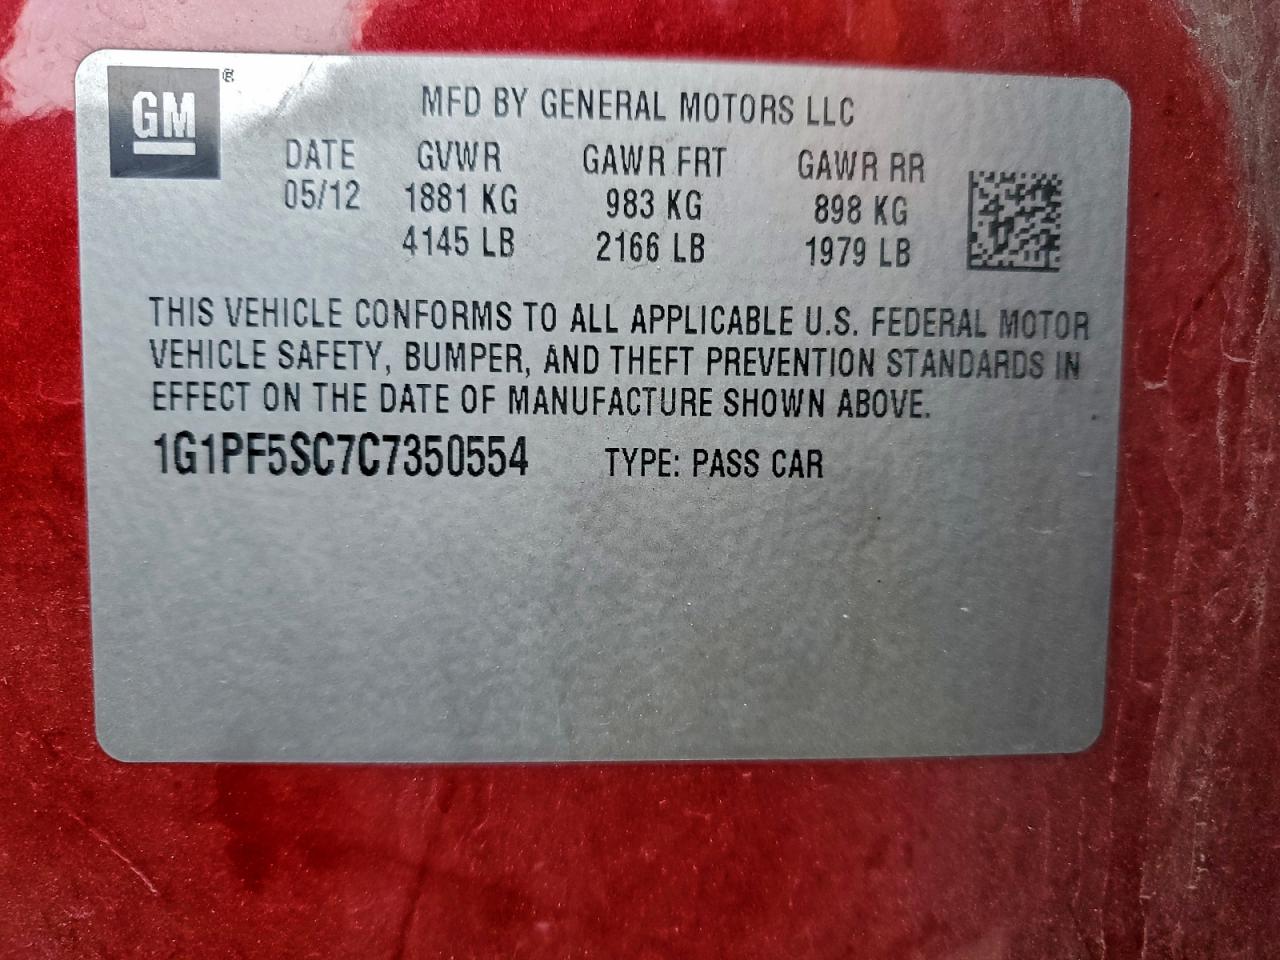 GM®
MFD BY GENERAL MOTORS LLC
DATE GVWR GAWR FRT GAWR RR
05/12 1881 KG 983 KG 898 KG
4145 LB 2166 LB 1979 LB
THIS VEHICLE CONFORMS TO ALL APPLICABLE U.S. FEDERAL MOTOR
VEHICLE SAFETY, BUMPER, AND THEFT PREVENTION STANDARDS IN
EFFECT ON THE DATE OF MANUFACTURE SHOWN ABOVE.
1G1PF5SC7C7350554 TYPE: PASS CAR